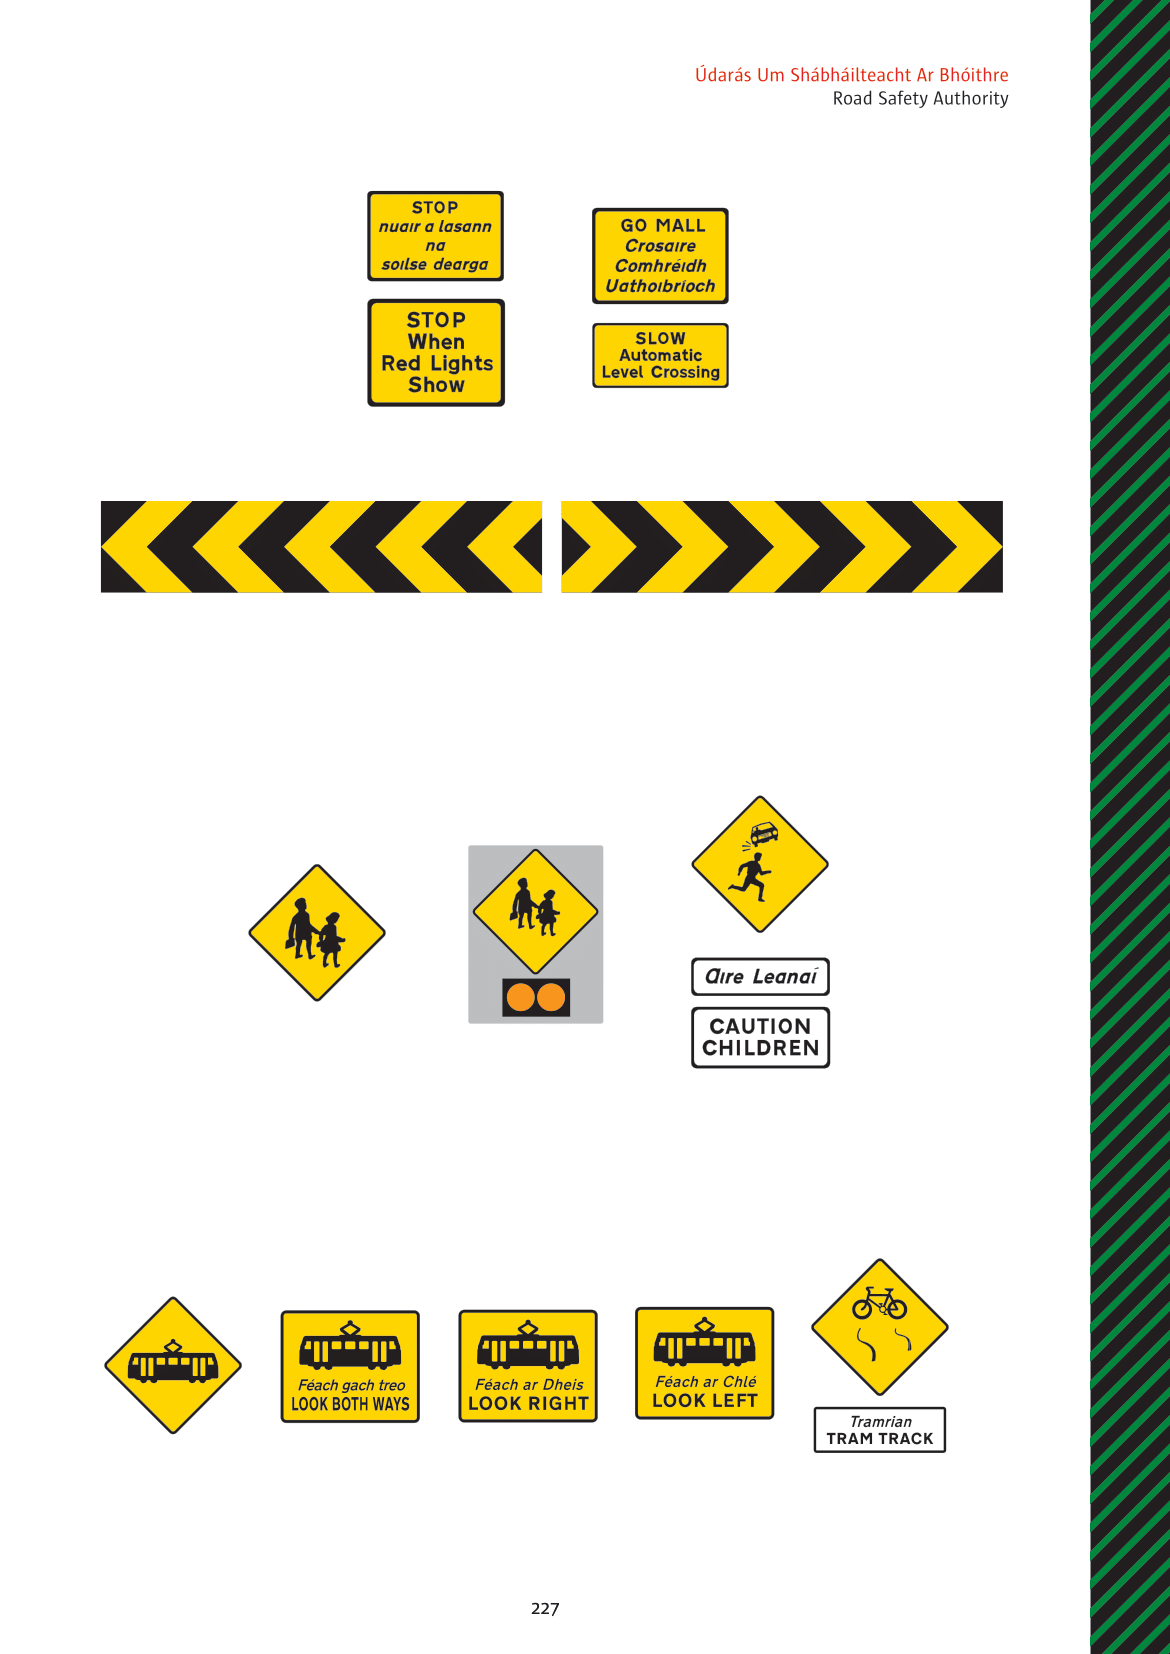 Údarás Um Shábháilteacht Ar Bhóithre
Road Safety Authority
STOP
nuair a lasann
na
soilse dearga
STOP
When
Red Lights
Show
GO MALL
Crosaire
Comhréidh
Uathoibríoch
SLOW
Automatic
Level Crossing
Aire Leanaí
CAUTION
CHILDREN
Féach gach treo
LOOK BOTH WAYS
Féach ar Dheis
LOOK RIGHT
Féach ar Chlé
LOOK LEFT
Tramrian
TRAM TRACK
227